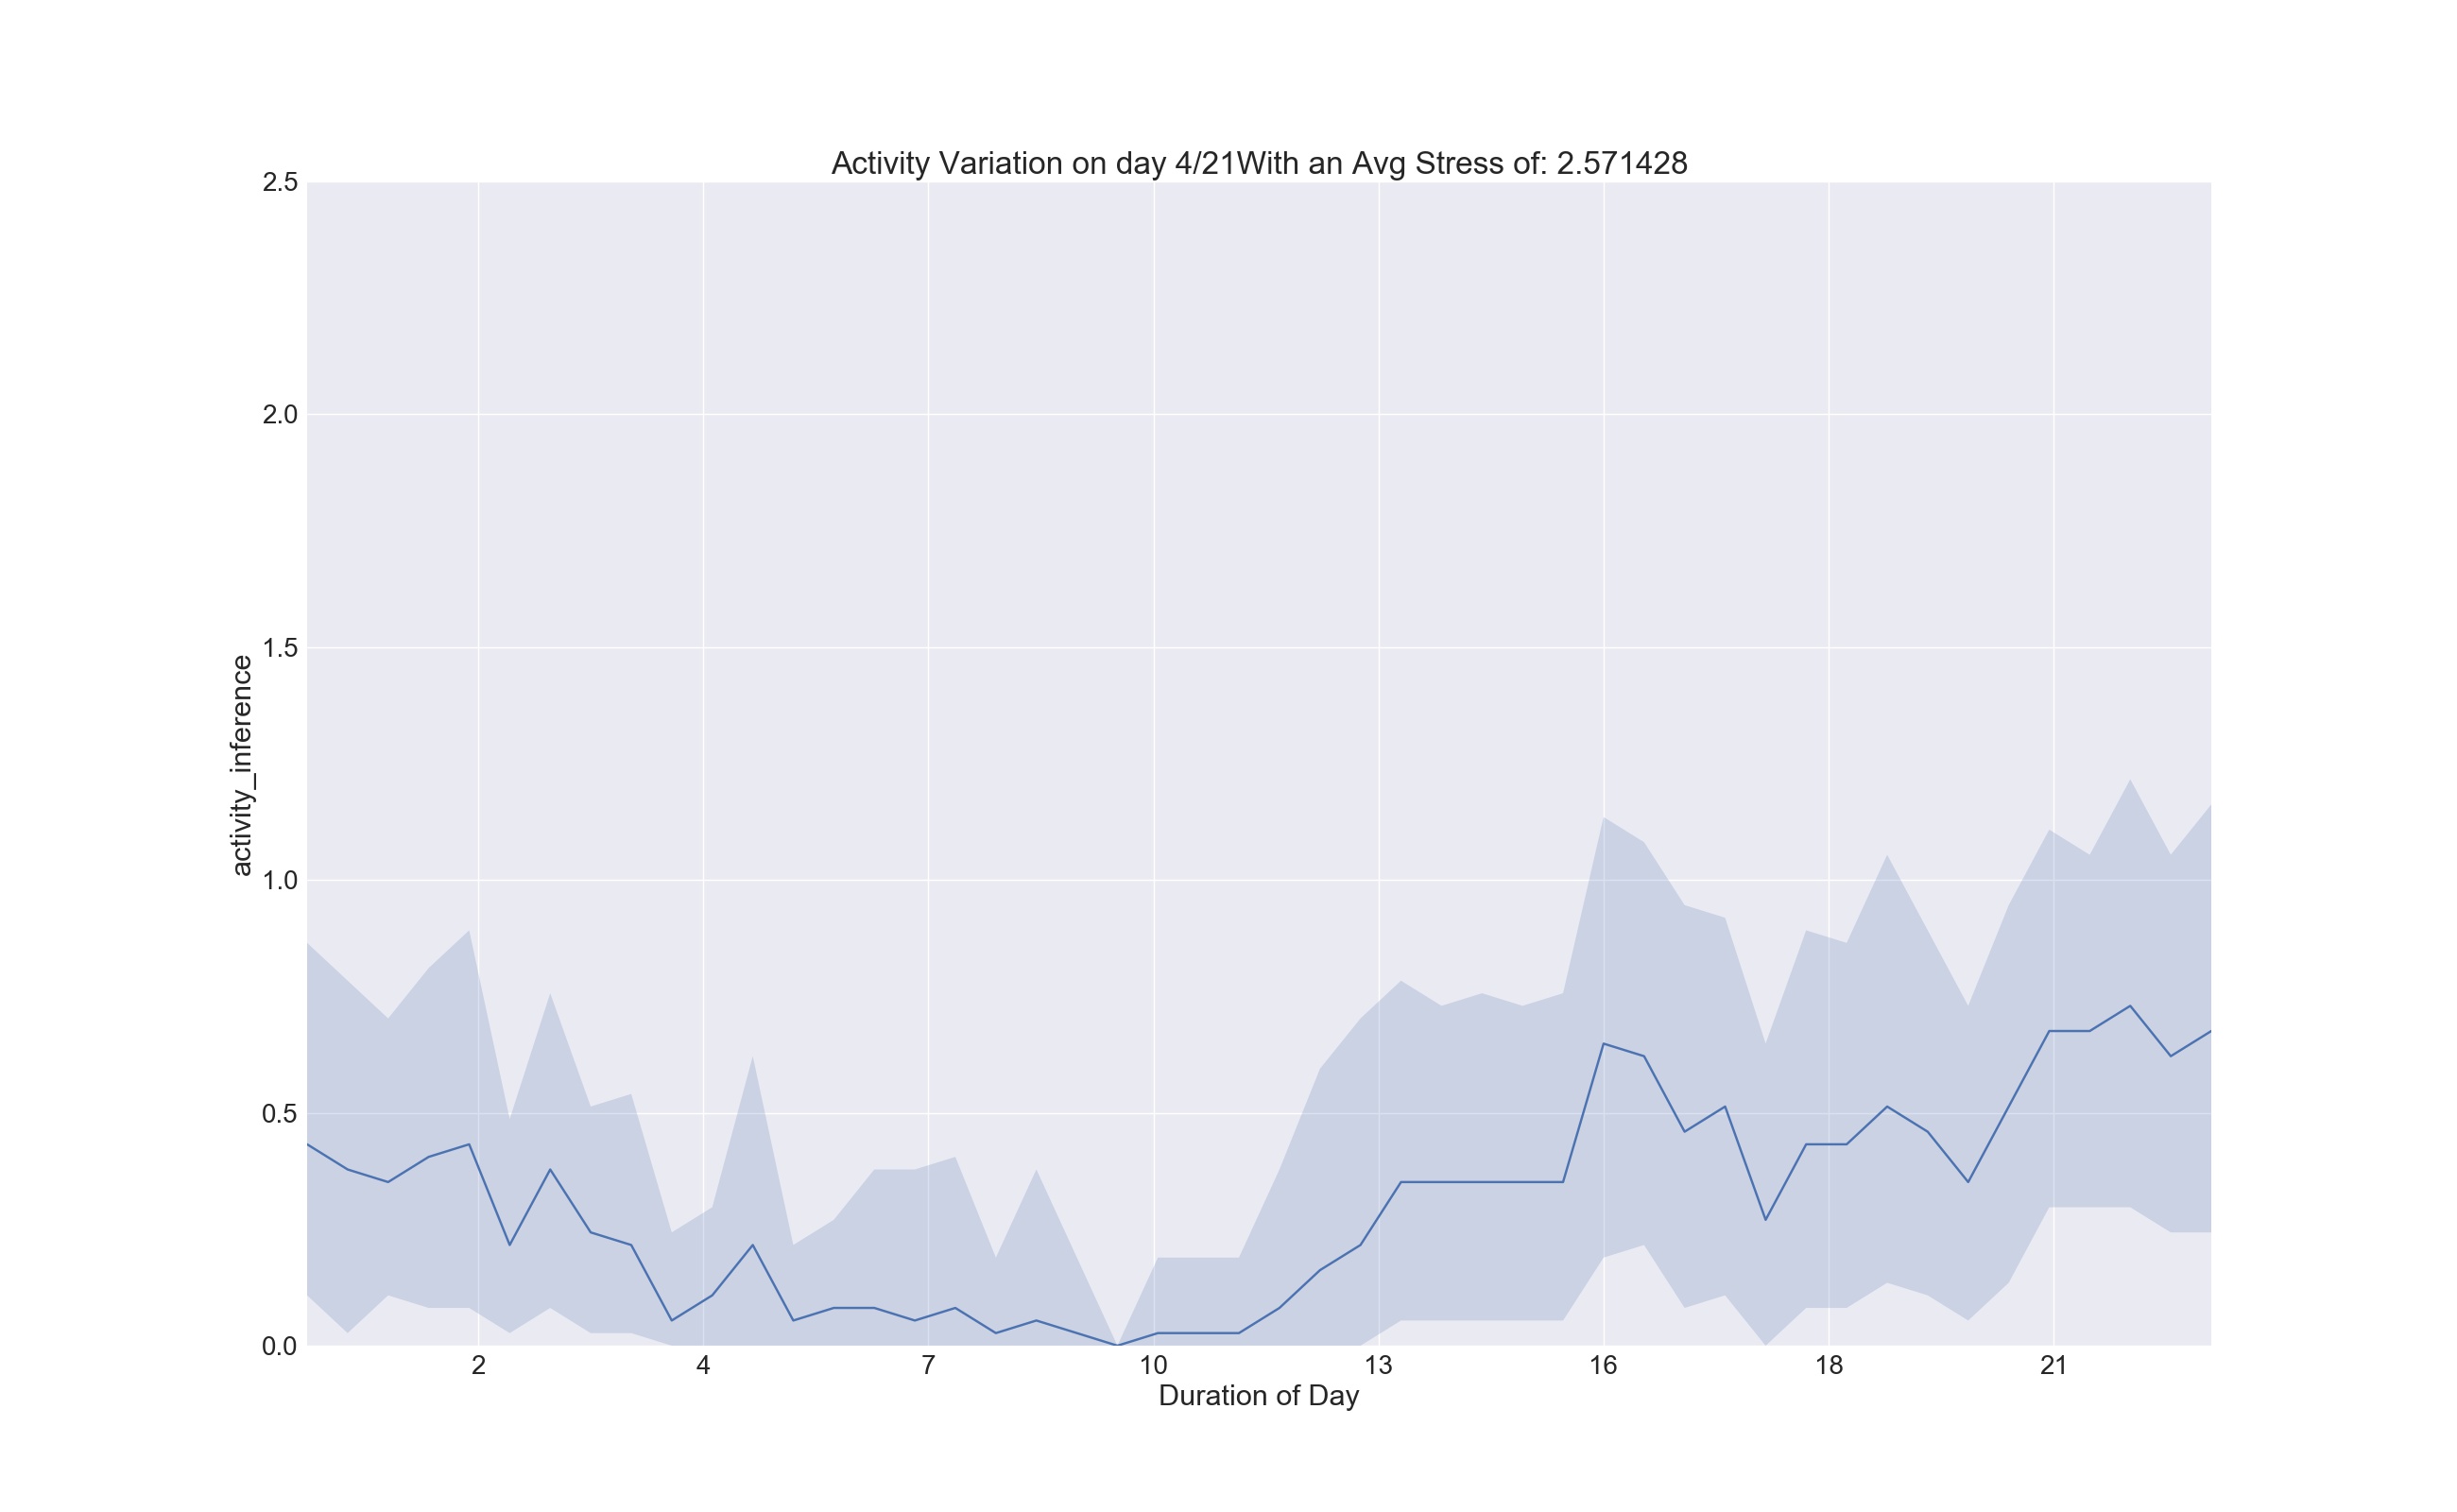 Activity Variation on day 4/21With an Avg Stress of: 2.571428
2.5
2.0
1.5
1.0
0.5
0.0
activity_inference
2 4 7 10 13 16 18 21
Duration of Day